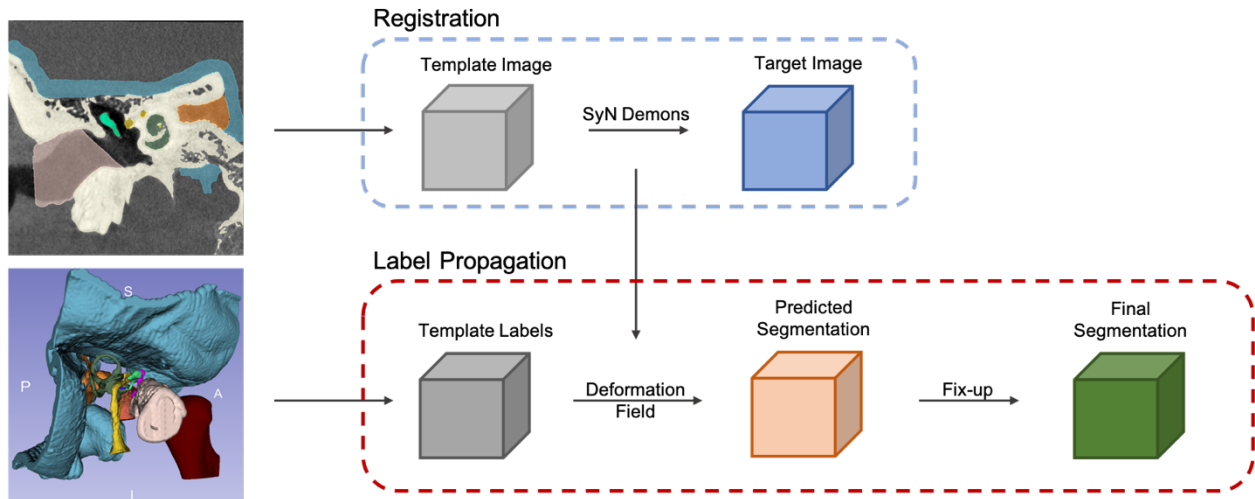 Registration
Template Image
Target Image
SyN Demons
Label Propagation
Template Labels
Predicted
Segmentation
Final
Segmentation
Deformation
Field
Fix-up
S
P
A
I